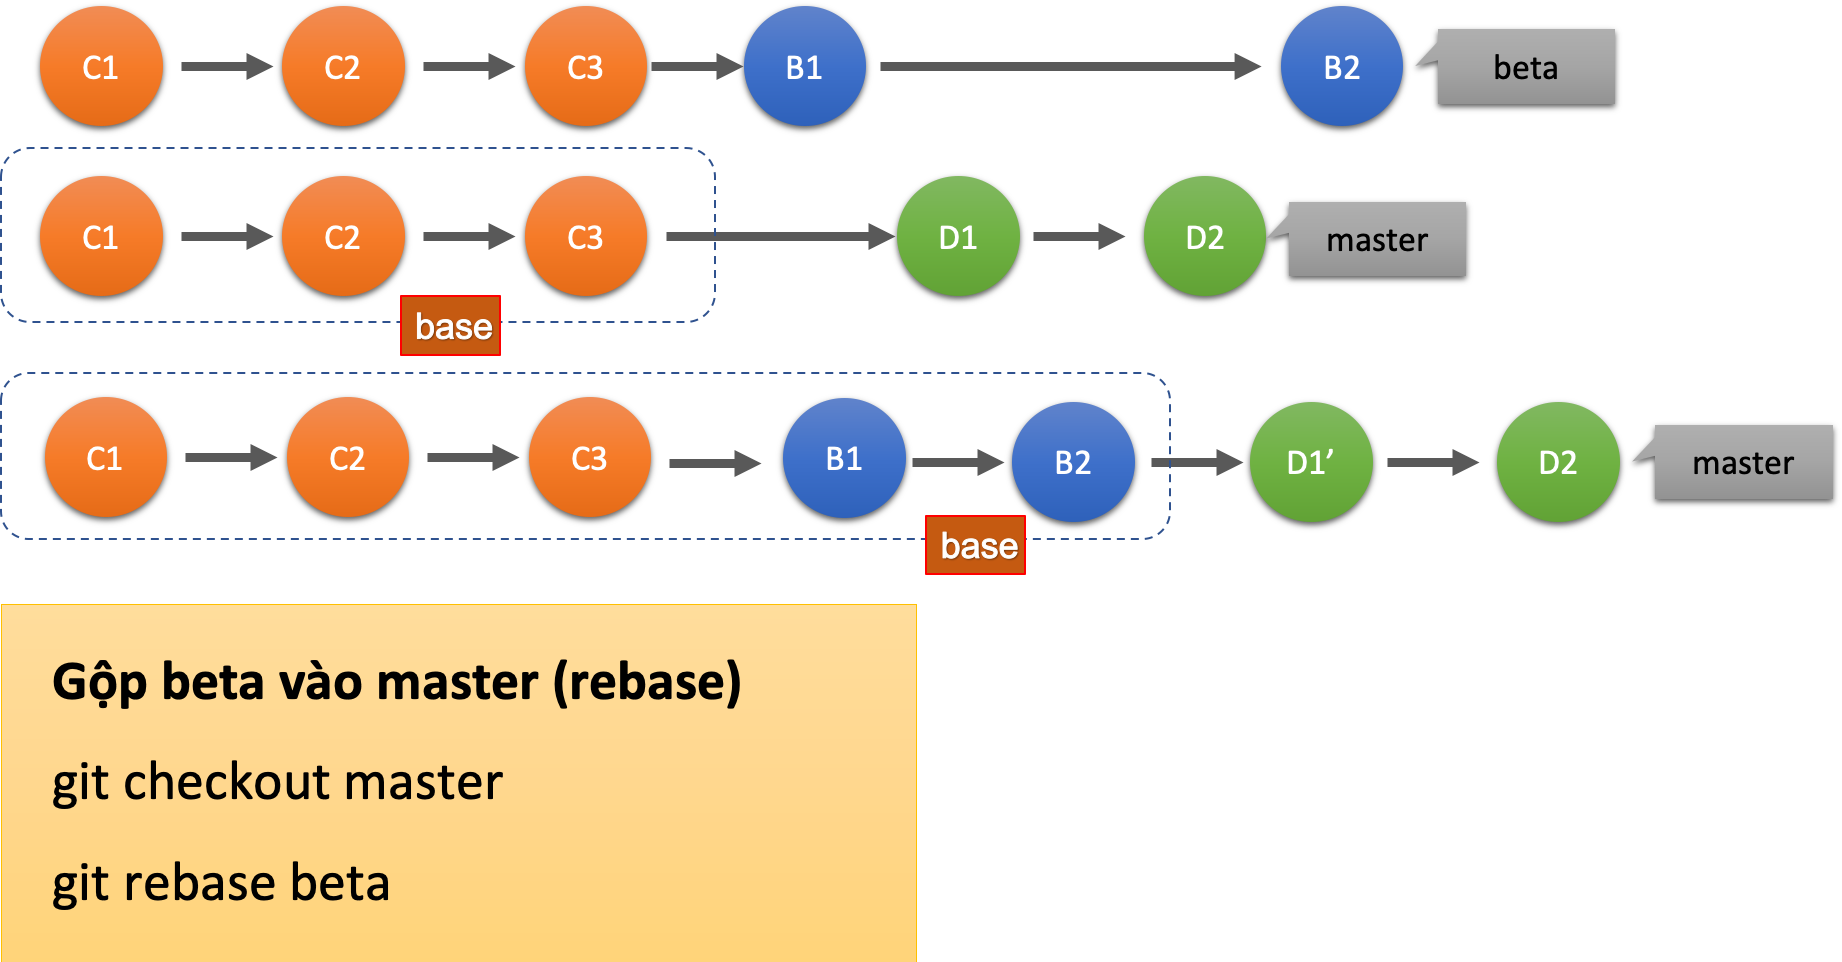 C1 C2 C3 B1 B2 beta
C1 C2 C3 D1 D2 master
base
C1 C2 C3 B1 B2 D1’ D2 master
base
Gộp beta vào master (rebase)
git checkout master
git rebase beta